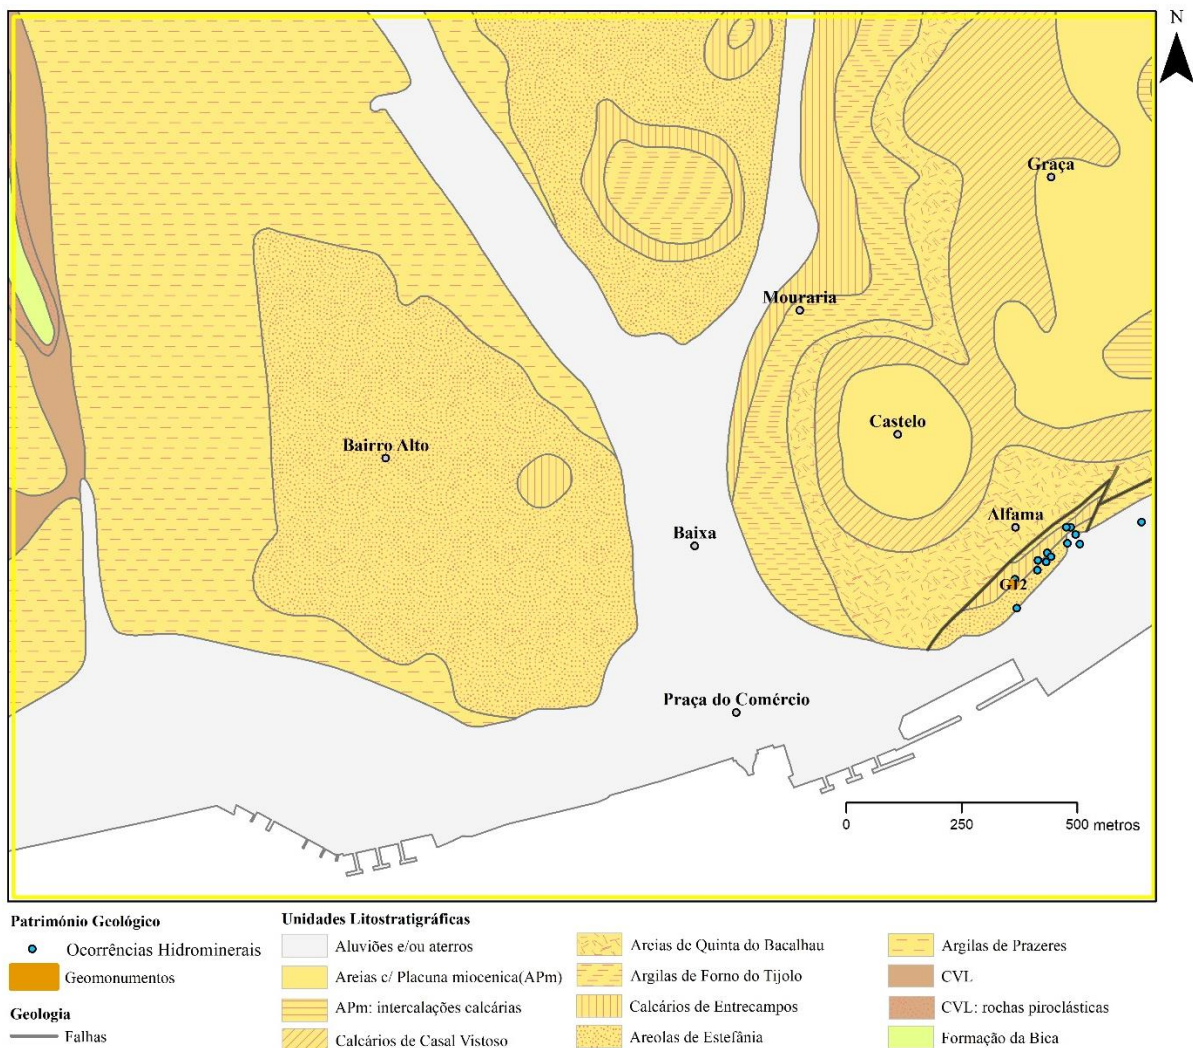 N
Graça
Mouraria
Castelo
Bairro Alto
Alfama
Baixa
G12
Praça do Comércio
0 250 500 metros
Património Geológico
Ocorrências Hidrominerais
Geomonumentos
Geologia
Falhas
Unidades Litostratigráficas
Aluviões e/ou aterros
Areias c/ Placuna miocenica(APm)
APm: intercalações calcárias
Calcários de Casal Vistoso
Areias de Quinta do Bacalhau
Argilas de Forno do Tijolo
Calcários de Entrecampos
Areolas de Estefânia
Argilas de Prazeres
CVL
CVL: rochas piroclásticas
Formação da Bica